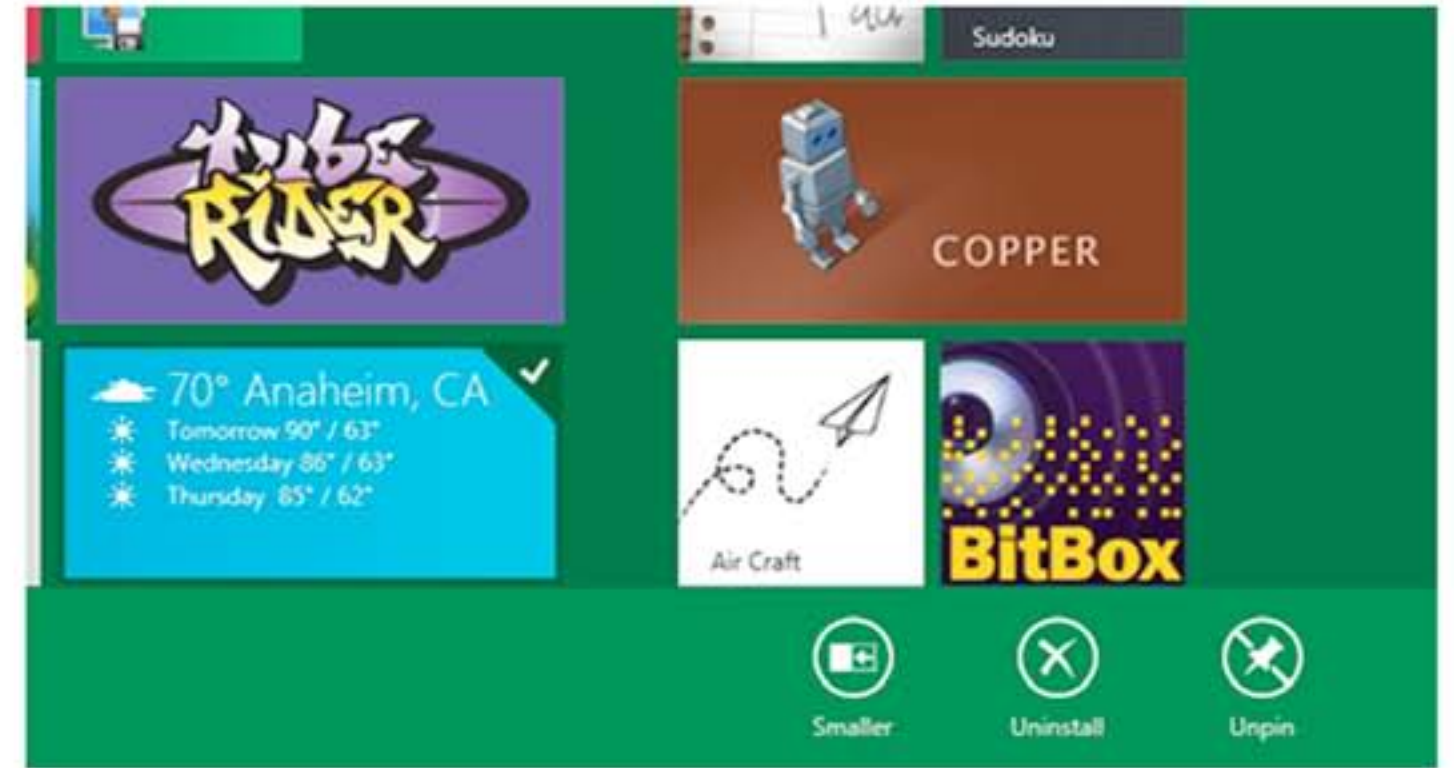 Sudoku
tube
RiDER
COPPER
70° Anaheim, CA
Tomorrow 90° / 63°
Wednesday 86° / 63°
Thursday 85° / 62°
Air Craft
BitBox
Smaller
Uninstall
Unpin